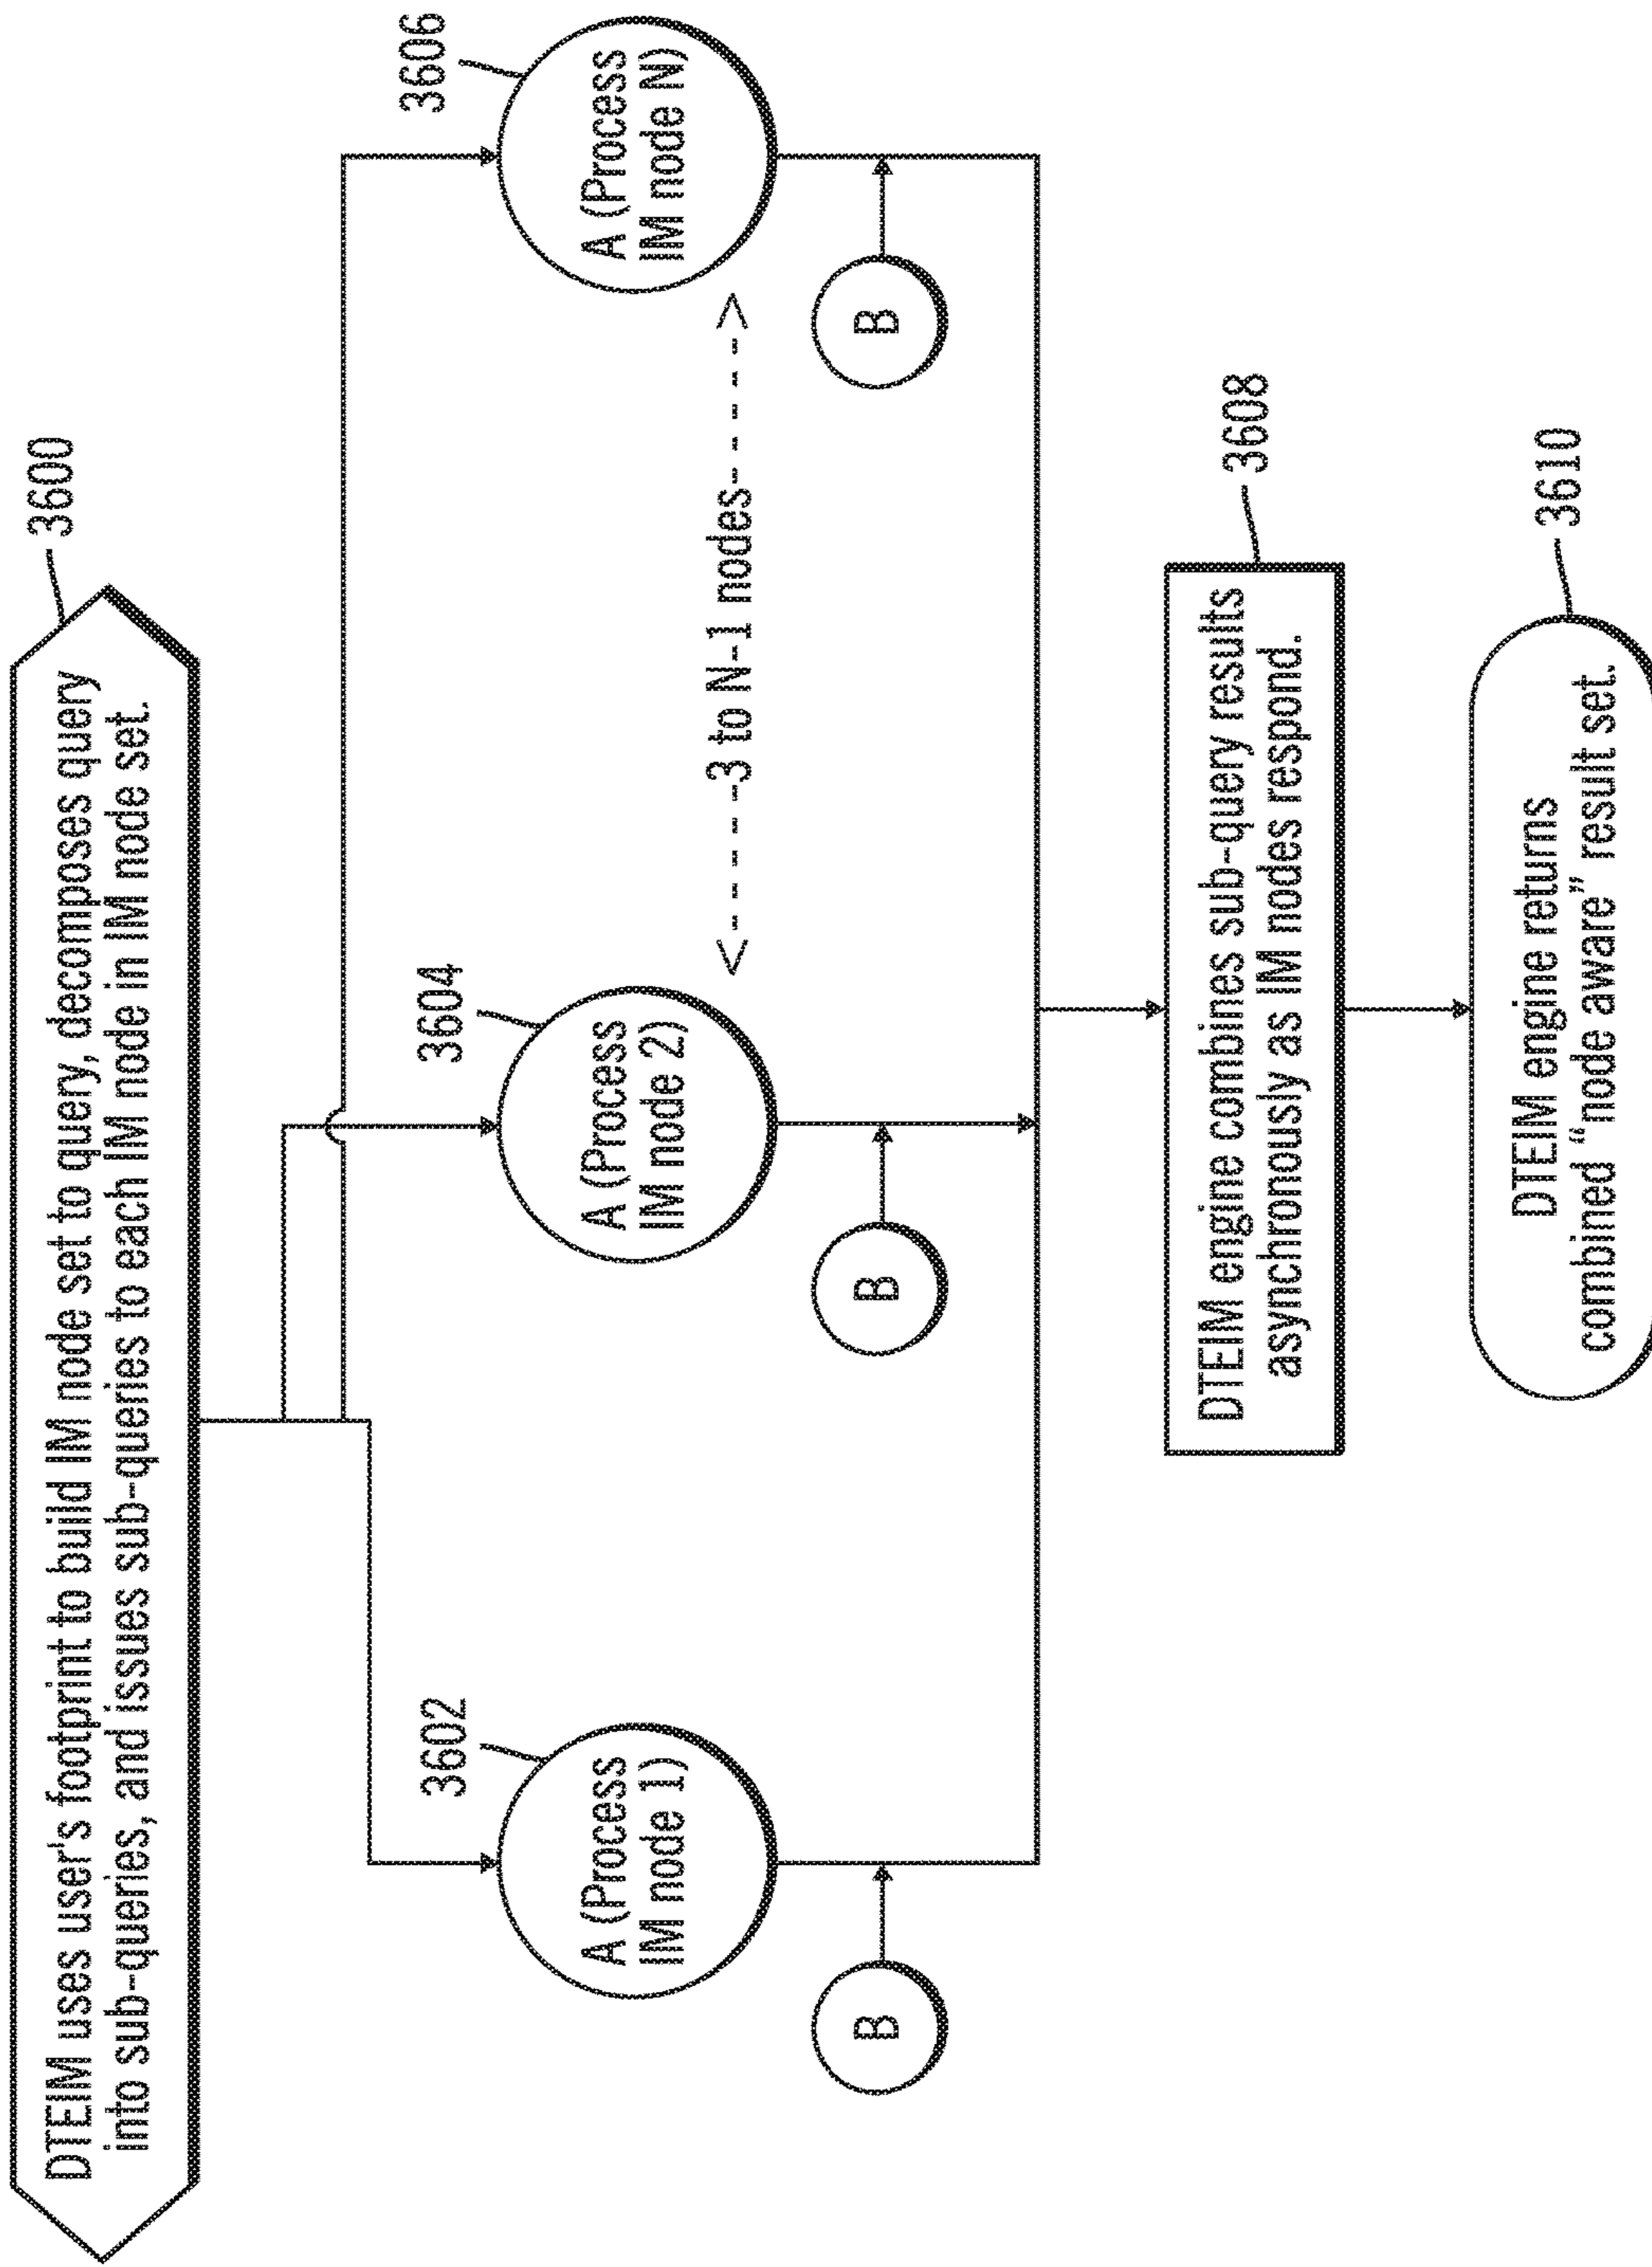 3600
DTEIM uses user's footprint to build IM node set to query, decomposes query
into sub-queries, and issues sub-queries to each IM node in IM node set.
3602
A (Process
IM node 1)
3604
A (Process
IM node 2)
3606
A (Process
IM node N)
<-----3 to N-1 nodes----->
B
B
B
3608
DTEIM engine combines sub-query results
asynchronously as IM nodes respond.
3610
DTEIM engine returns
combined “node aware” result set.